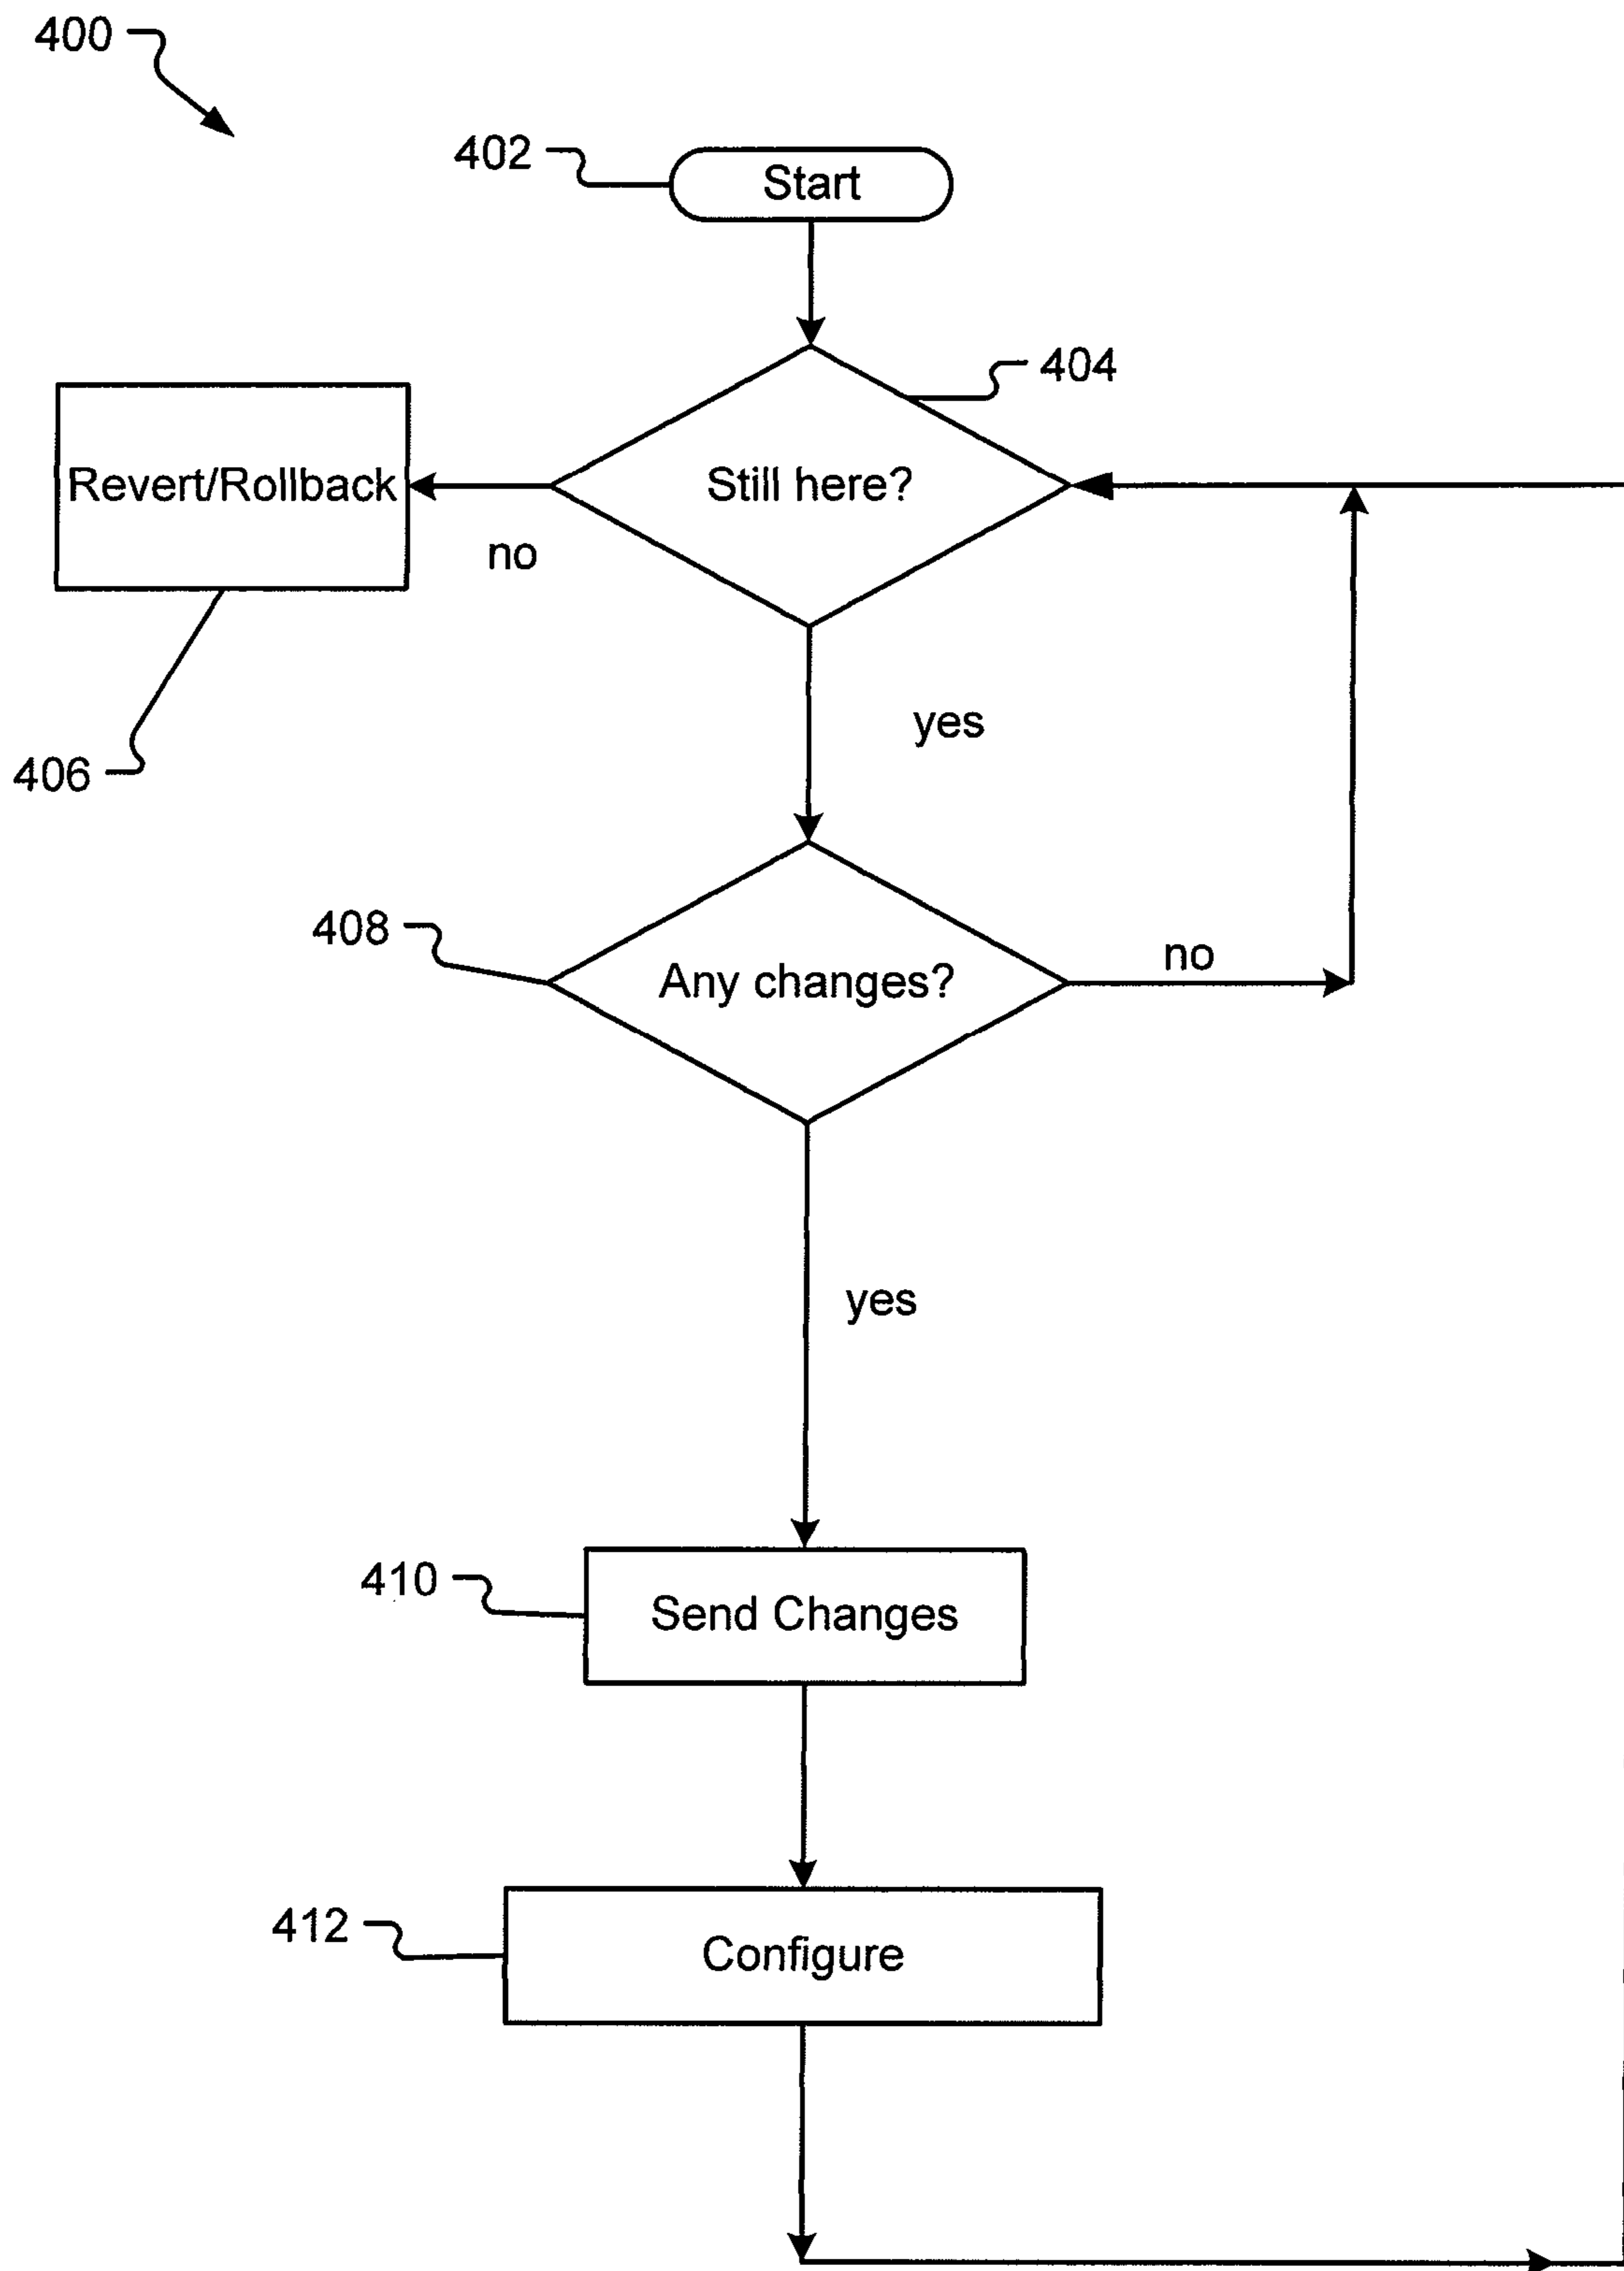 400
402
Start
404
Still here?
Revert/Rollback
no
yes
406
408
Any changes?
no
yes
410
Send Changes
412
Configure